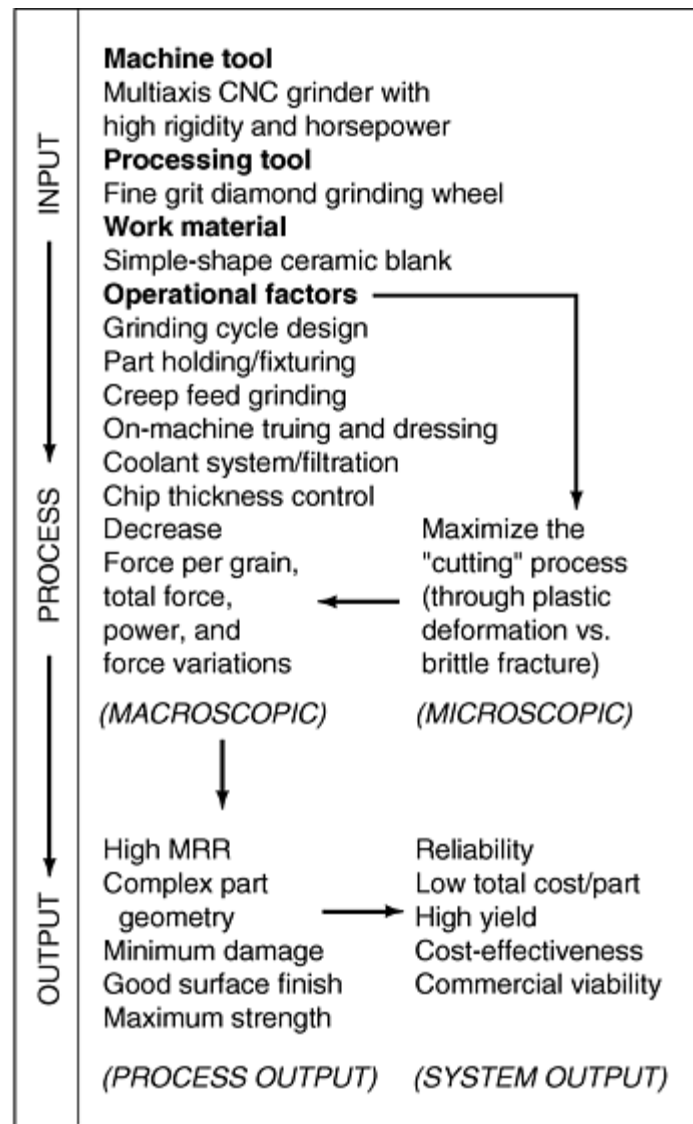 INPUT
PROCESS
OUTPUT
Machine tool
Multiaxis CNC grinder with
high rigidity and horsepower
Processing tool
Fine grit diamond grinding wheel
Work material
Simple-shape ceramic blank
Operational factors
Grinding cycle design
Part holding/fixturing
Creep feed grinding
On-machine truing and dressing
Coolant system/filtration
Chip thickness control
Decrease
Force per grain,
total force,
power, and
force variations
(MACROSCOPIC)
Maximize the
"cutting" process
(through plastic
deformation vs.
brittle fracture)
(MICROSCOPIC)
High MRR
Complex part
geometry
Minimum damage
Good surface finish
Maximum strength
(PROCESS OUTPUT)
Reliability
Low total cost/part
High yield
Cost-effectiveness
Commercial viability
(SYSTEM OUTPUT)